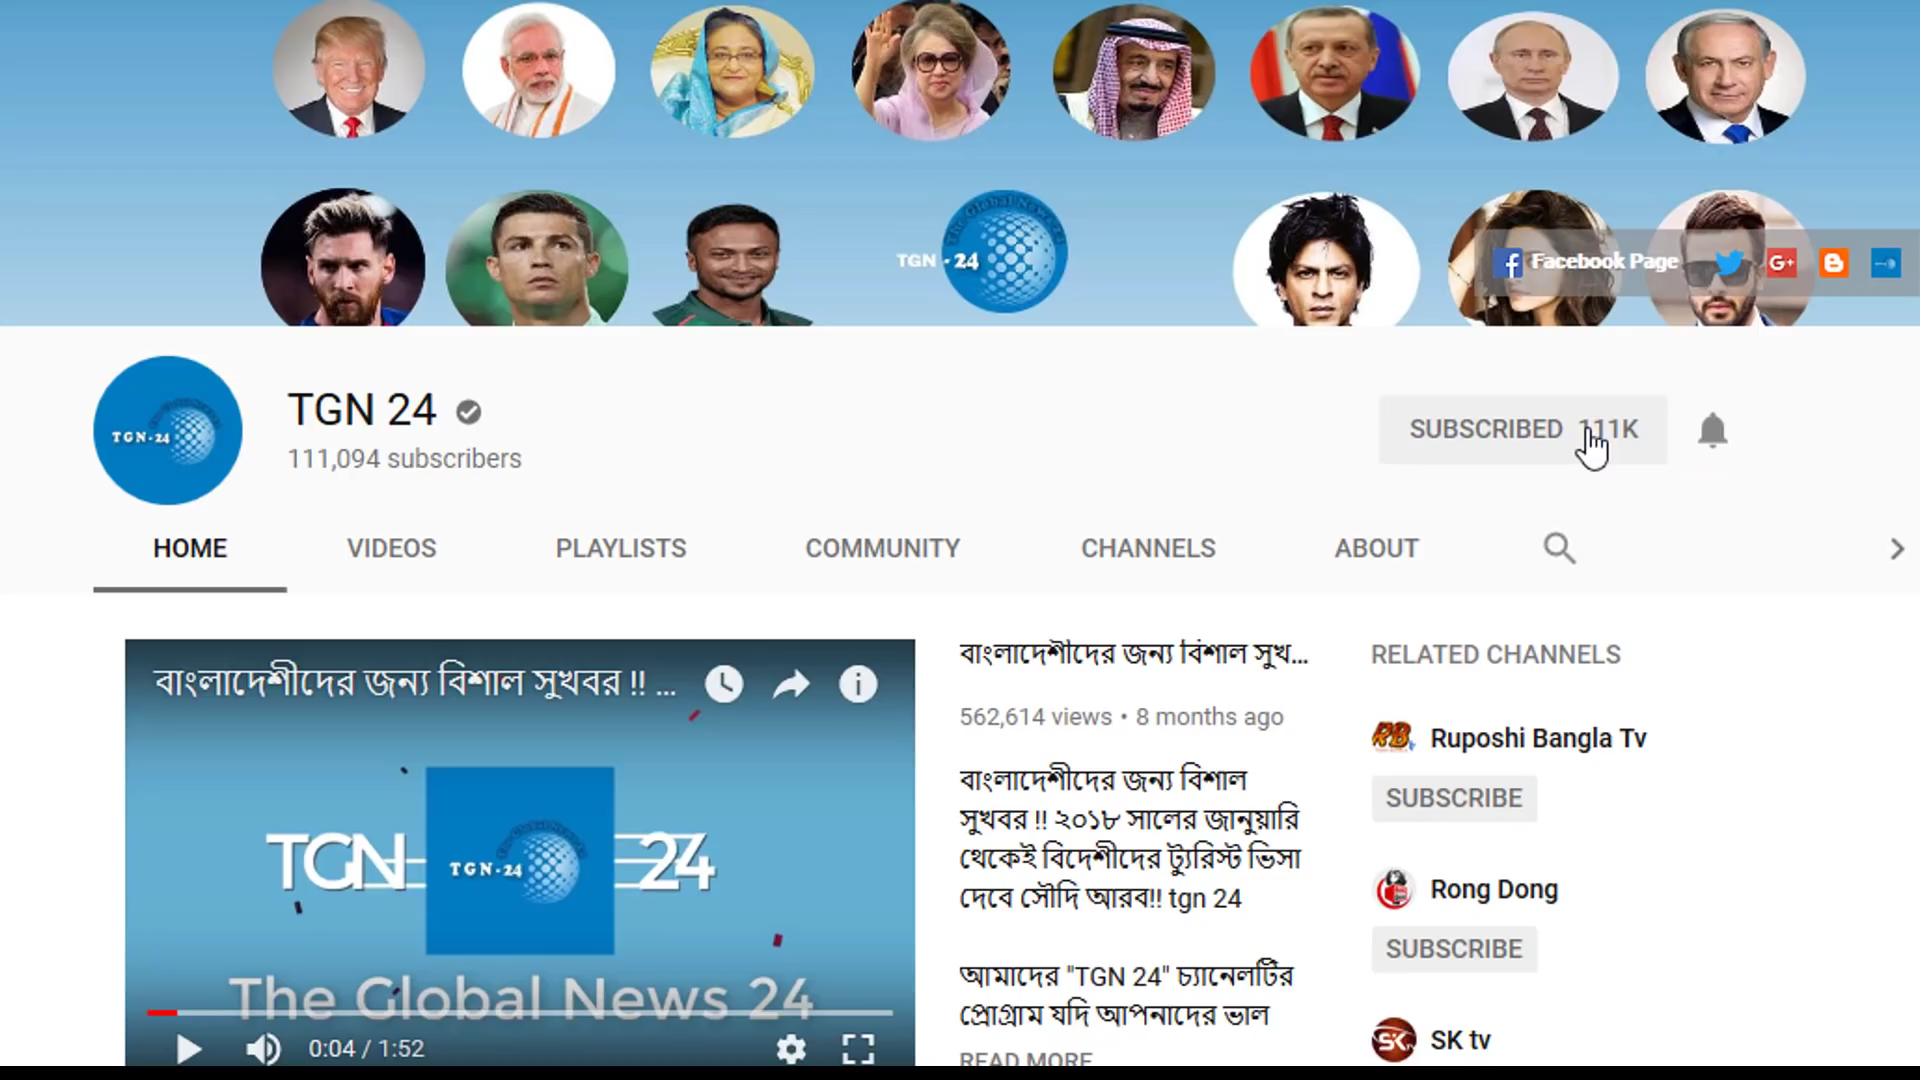 TGN - 24
Facebook Page
G+
TGN-24
TGN 24
111,094 subscribers
SUBSCRIBED 111K
HOME
VIDEOS
PLAYLISTS
COMMUNITY
CHANNELS
ABOUT
বাংলাদেশীদের জন্য বিশাল সুখবর !! ...
TGN 24
TGN-24
The Global News 24
0:04 / 1:52
বাংলাদেশীদের জন্য বিশাল সুখ...
562,614 views • 8 months ago
বাংলাদেশীদের জন্য বিশাল
সুখবর !! ২০১৮ সালের জানুয়ারি
থেকেই বিদেশীদের ট্যুরিস্ট ভিসা
দেবে সৌদি আরব!! tgn 24
আমাদের "TGN 24" চ্যানেলটির
প্রোগ্রাম যদি আপনাদের ভাল
READ MORE
RELATED CHANNELS
Ruposhi Bangla Tv
SUBSCRIBE
Rong Dong
SUBSCRIBE
SK tv